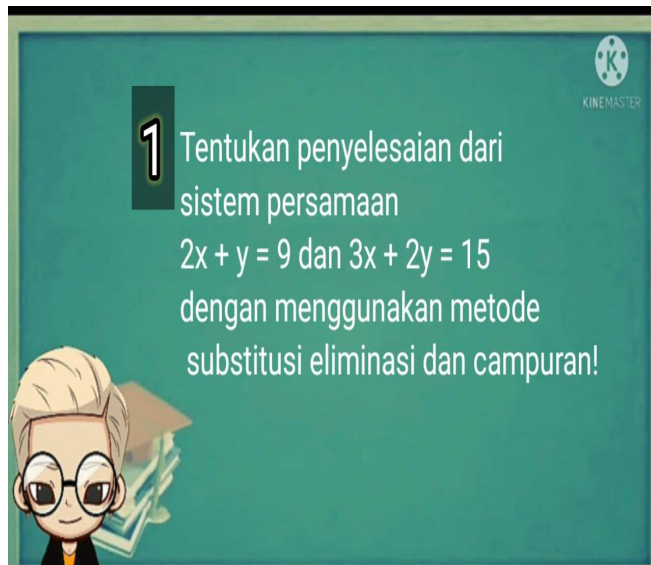 K
KINEMASTER
1 Tentukan penyelesaian dari
sistem persamaan
2x + y = 9 dan 3x + 2y = 15
dengan menggunakan metode
substitusi eliminasi dan campuran!